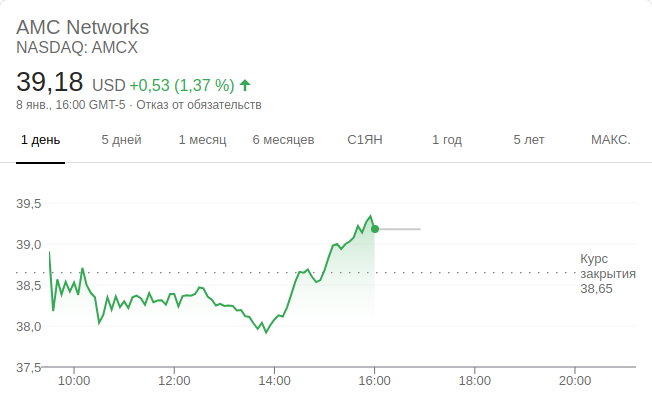 AMC Networks
NASDAQ: AMCX
39,18 USD +0,53 (1,37 %)
8 янв., 16:00 GMT-5 · Отказ от обязательств
1 день 5 дней 1 месяц 6 месяцев С1ЯН 1 год 5 лет МАКС.
39,5
39,0
38,5
38,0
37,5
Курс
закрытия
38,65
10:00 12:00 14:00 16:00 18:00 20:00